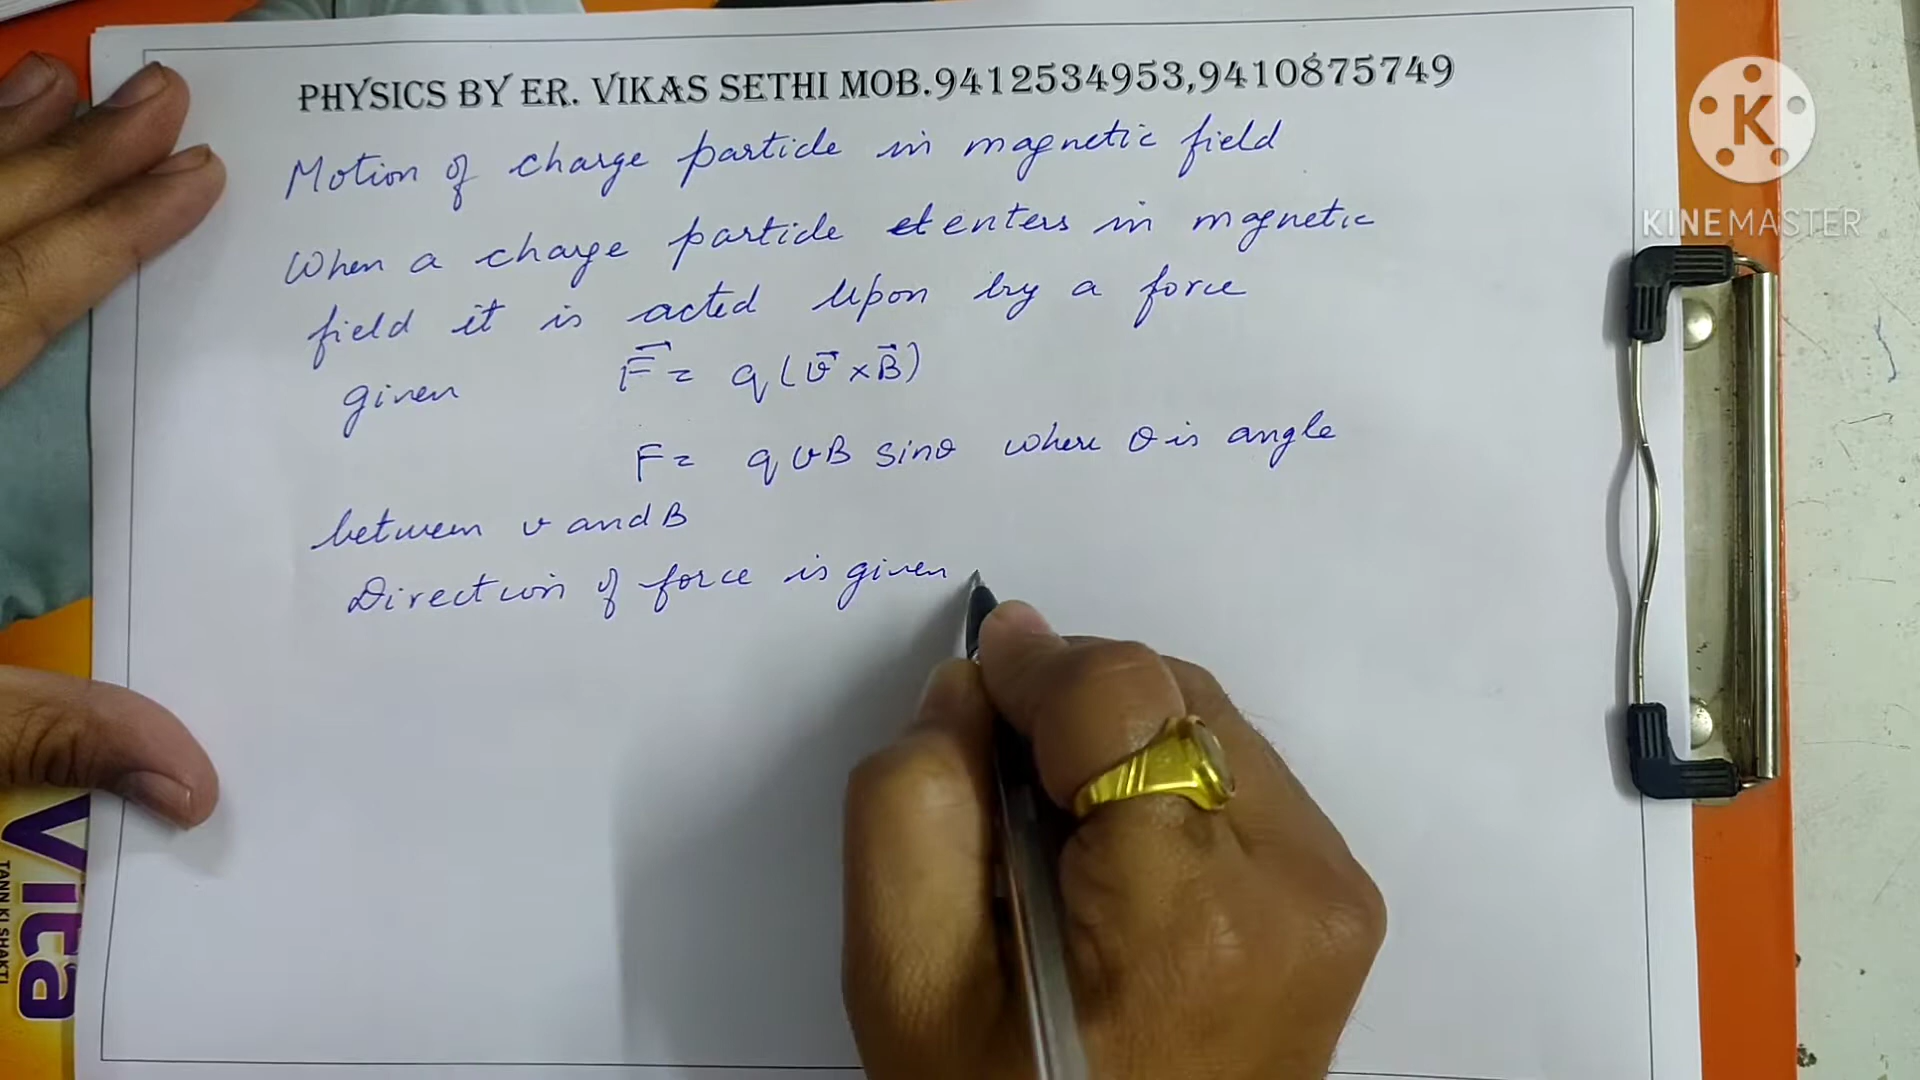 PHYSICS BY ER. VIKAS SETHI MOB.9412534953,9410875749
Motion of charge particle in magnetic field
When a charge particle enters in magnetic
field it is acted upon by a force
given F⃗ = q(v⃗ × B⃗)
F = qvB sinθ where θ is angle
between v and B
Direction of force is given
K
KINEMASTER
Vita
TANN KI SHAKTI